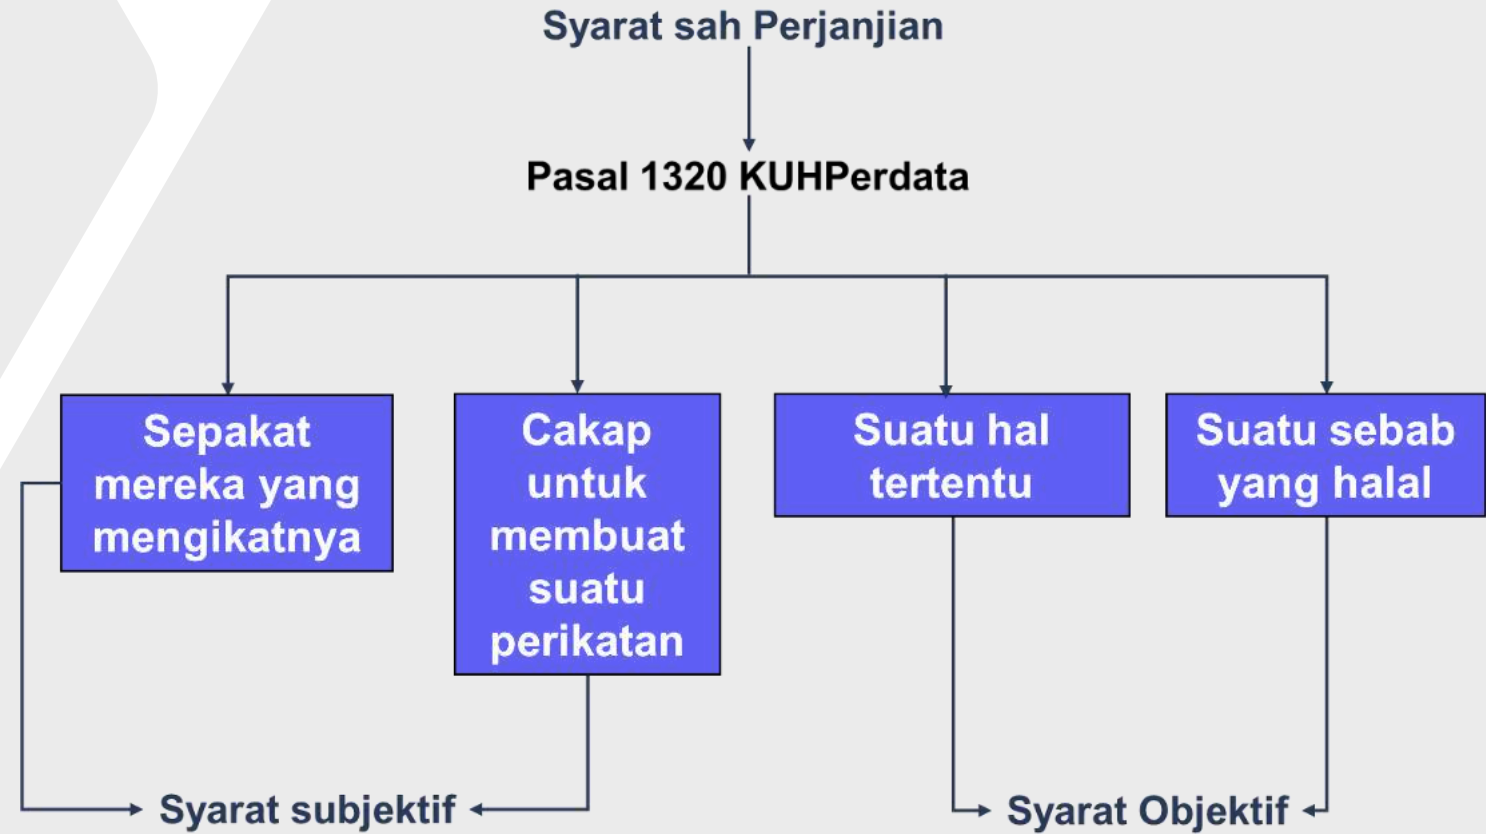 Syarat sah Perjanjian
Pasal 1320 KUHPerdata
Sepakat
mereka yang
mengikatnya
Cakap
untuk
membuat
suatu
perikatan
Suatu hal
tertentu
Suatu sebab
yang halal
Syarat subjektif
Syarat Objektif